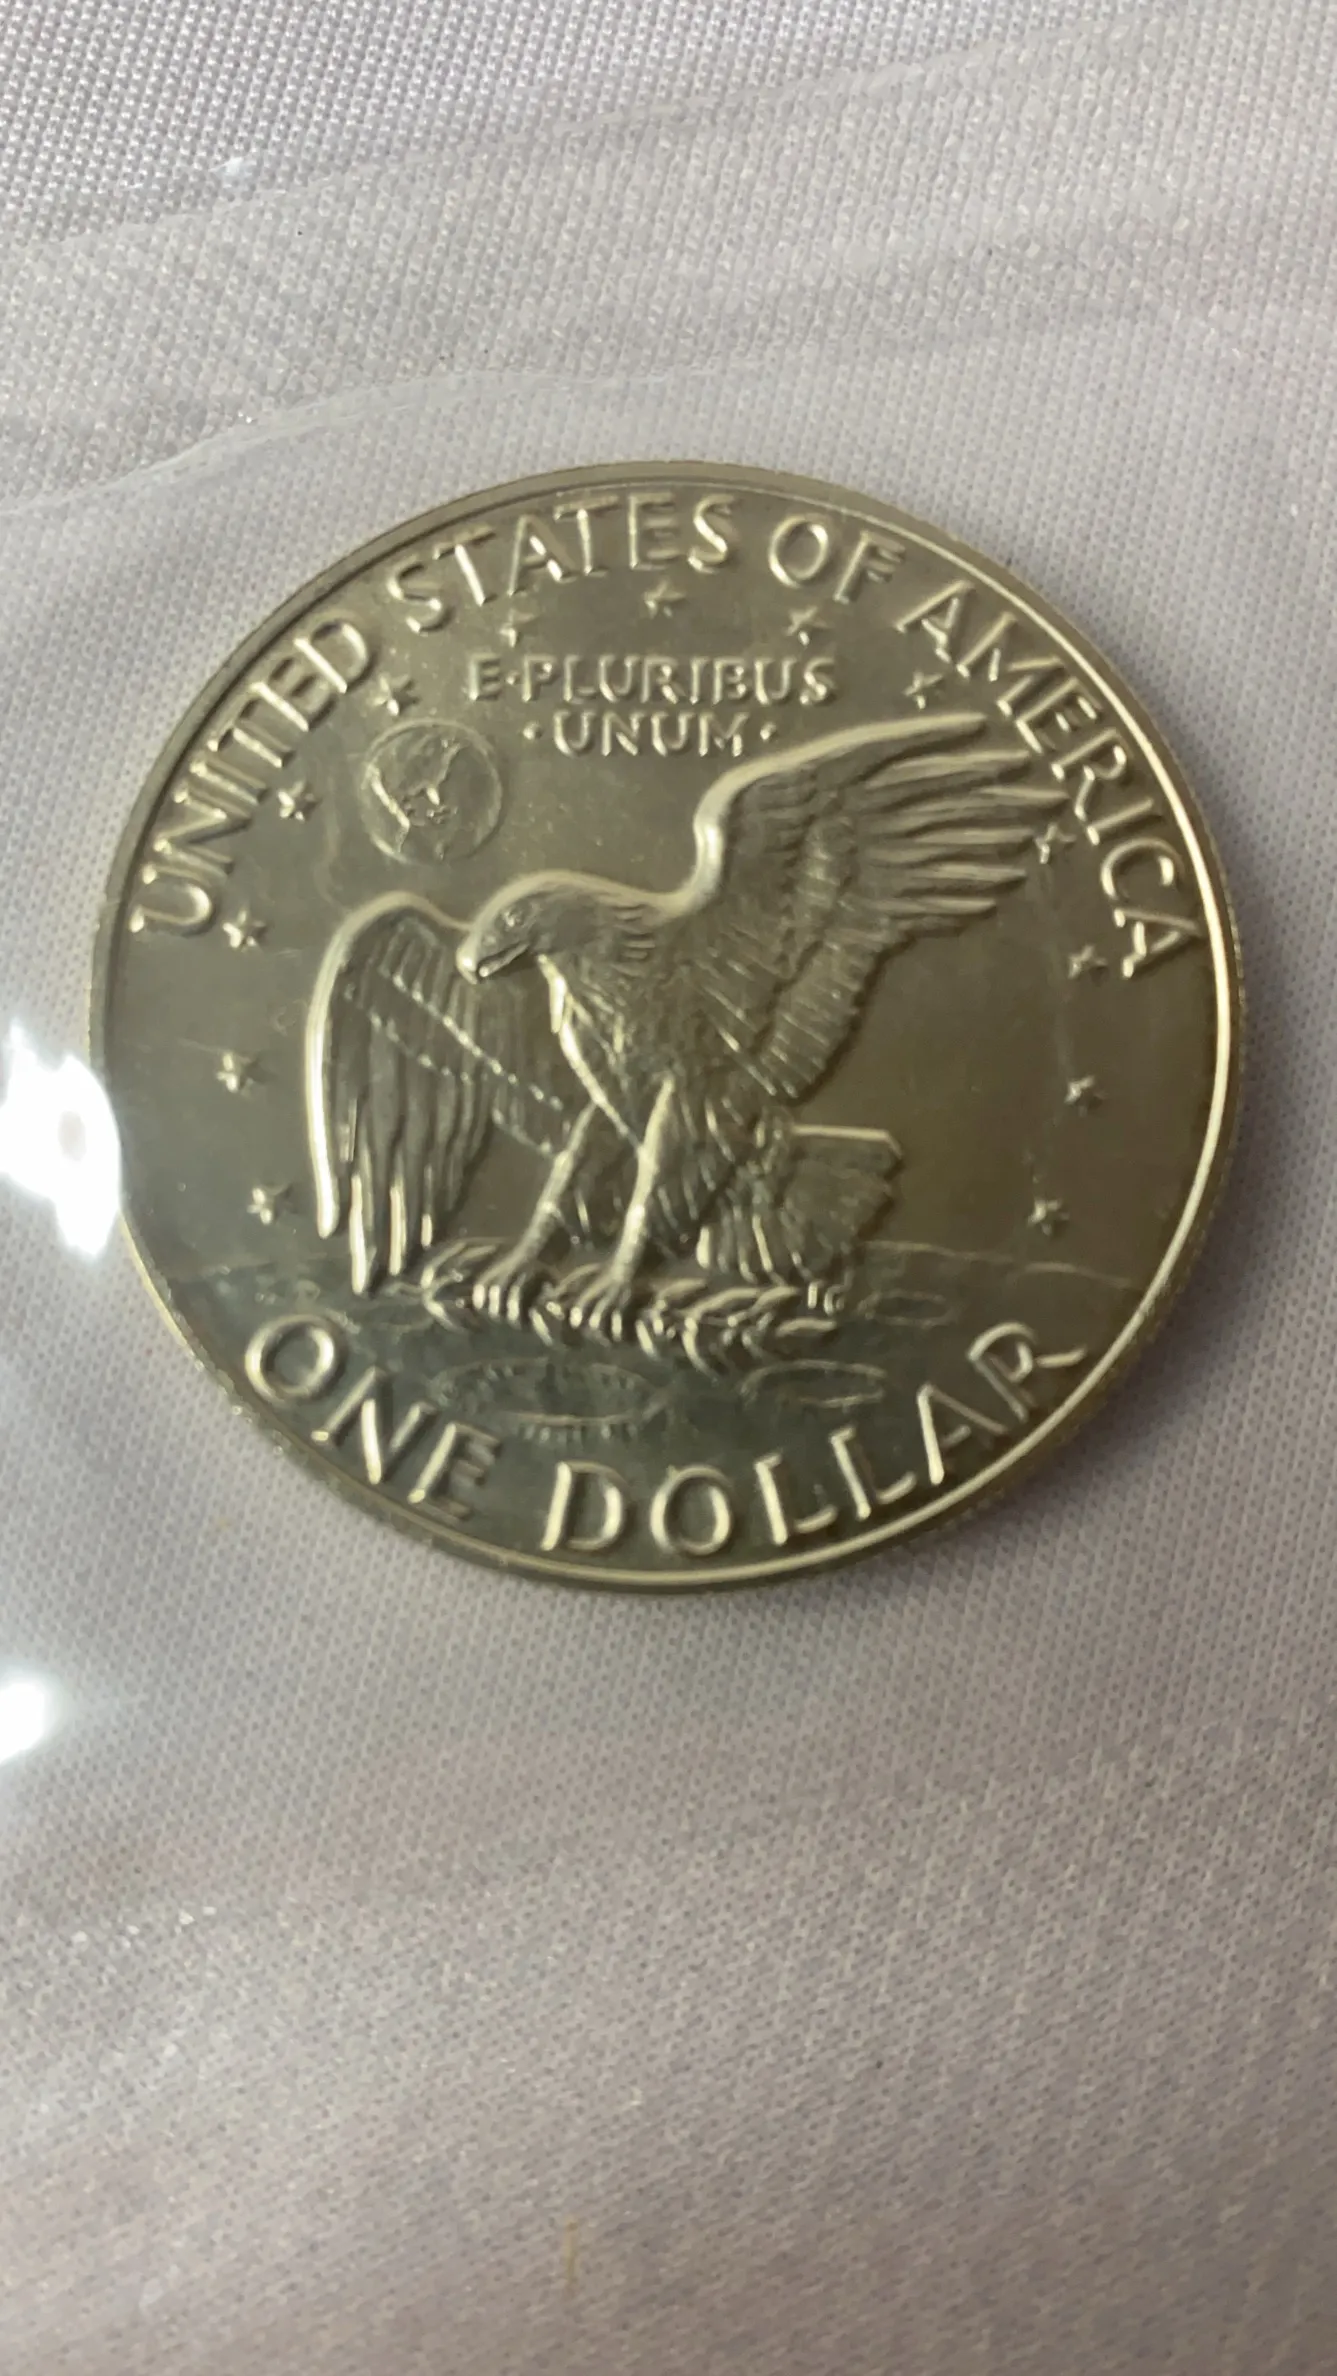 UNITED STATES OF AMERICA
E·PLURIBUS
·UNUM·
ONE DOLLAR